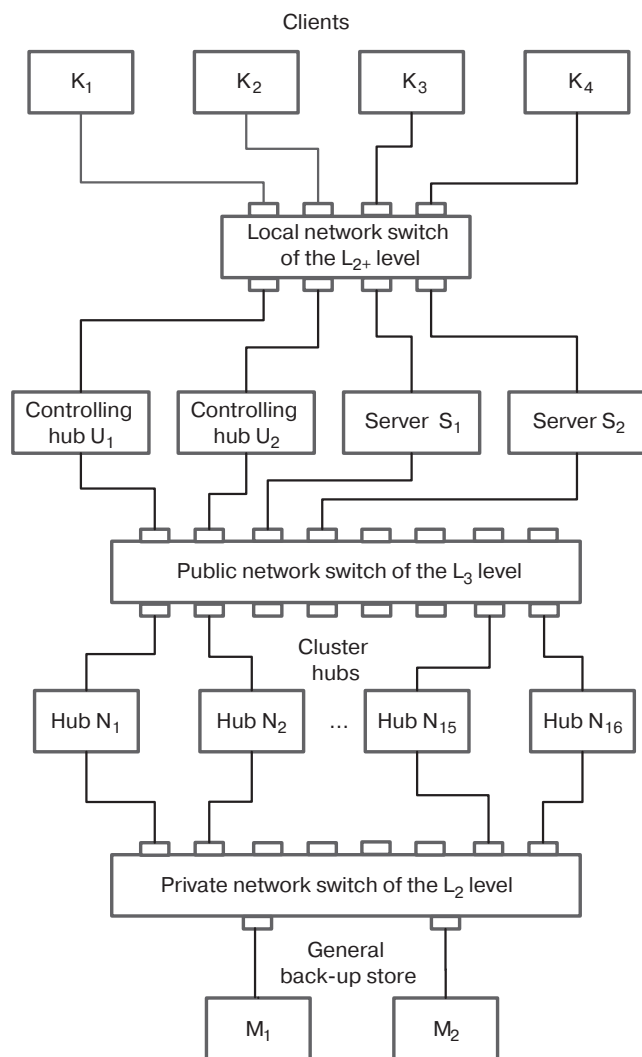 Clients
K₁
K₂
K₃
K₄
Local network switch
of the L₂₊ level
Controlling
hub U₁
Controlling
hub U₂
Server S₁
Server S₂
Public network switch of the L₃ level
Cluster
hubs
Hub N₁
Hub N₂
...
Hub N₁₅
Hub N₁₆
Private network switch of the L₂ level
General
back-up store
M₁
M₂